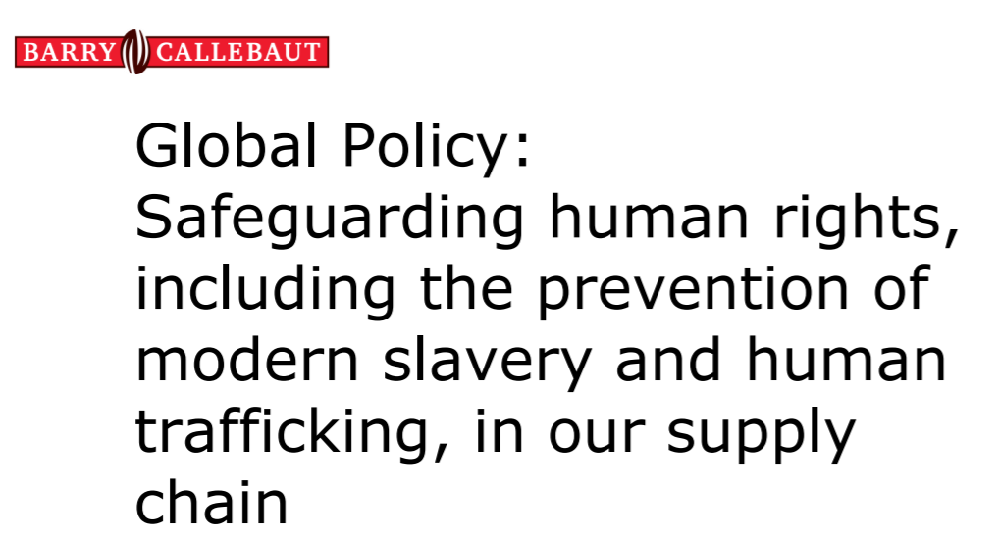 BARRY CALLEBAUT
Global Policy:
Safeguarding human rights,
including the prevention of
modern slavery and human
trafficking, in our supply
chain